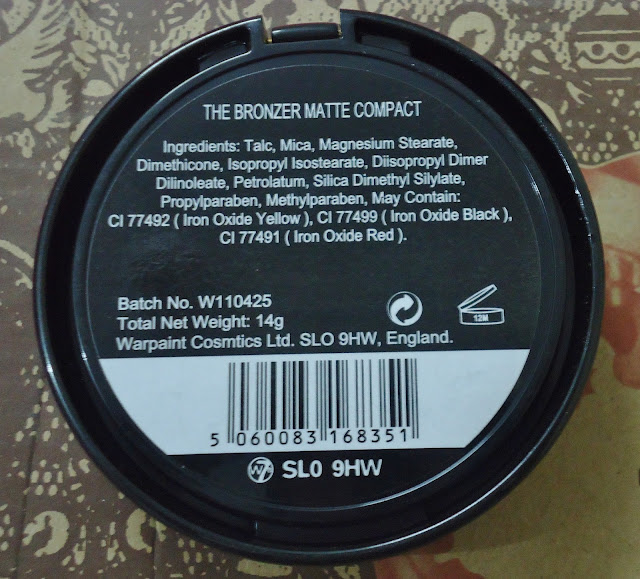 THE BRONZER MATTE COMPACT
Ingredients: Talc, Mica, Magnesium Stearate,
Dimethicone, Isopropyl Isostearate, Diisopropyl Dimer
Dilinoleate, Petrolatum, Silica Dimethyl Silylate,
Propylparaben, Methylparaben, May Contain:
CI 77492 ( Iron Oxide Yellow ), CI 77499 ( Iron Oxide Black ),
CI 77491 ( Iron Oxide Red ).
Batch No. W110425
Total Net Weight: 14g
12M
Warpaint Cosmtics Ltd. SLO 9HW, England.
5 060083 168351
W7 SL0 9HW